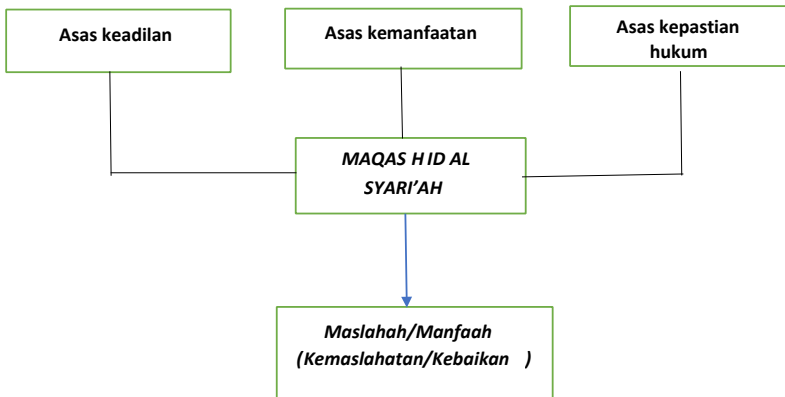 Asas keadilan
Asas kemanfaatan
Asas kepastian
hukum
MAQAS H ID AL
SYARI’AH
Maslahah/Manfaah
(Kemaslahatan/Kebaikan )